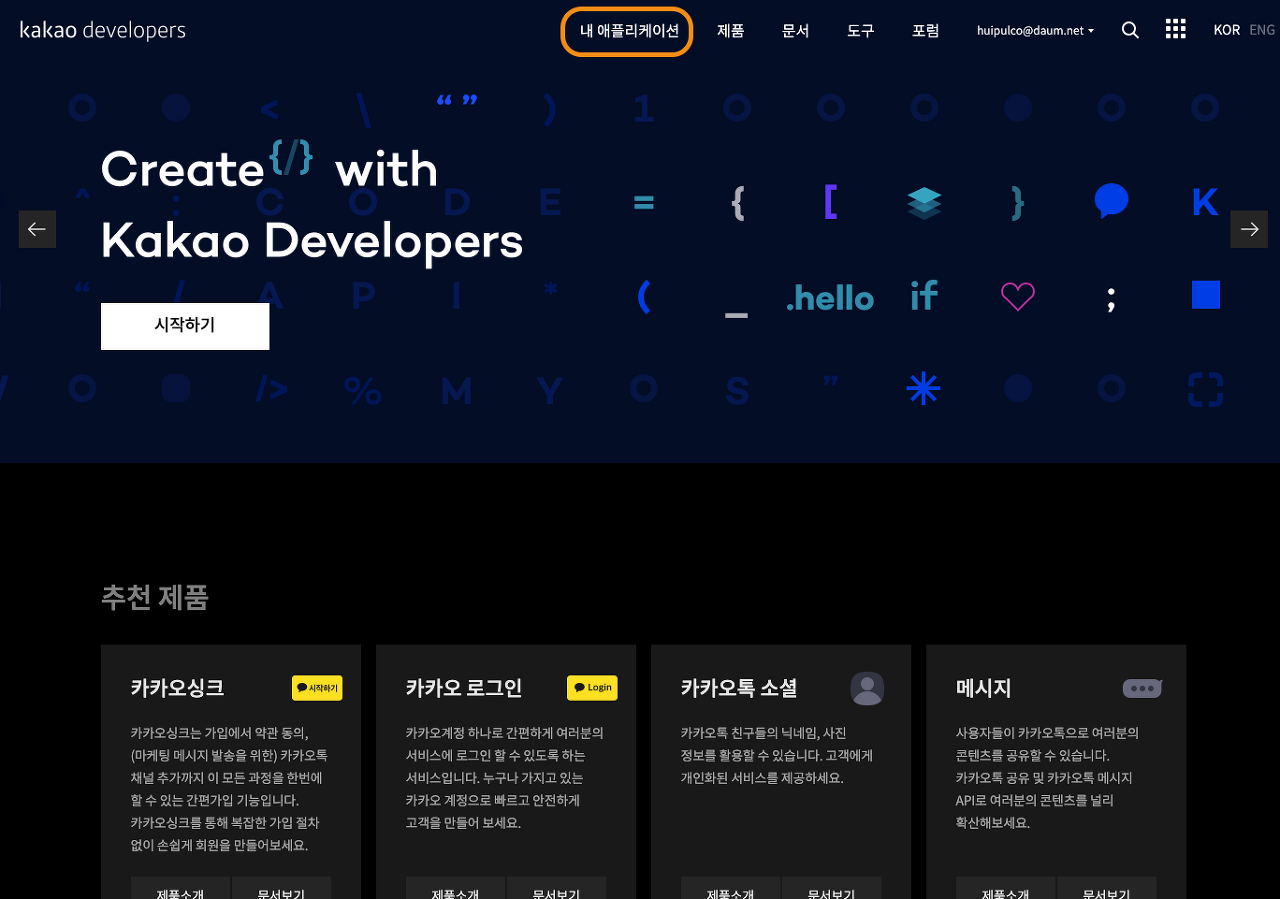 kakao developers
내 애플리케이션 제품 문서 도구 포럼 huipulco@daum.net KOR ENG
< \ “ ” ) 1
Create {/} with
^ : C O D E = { [ } K
Kakao Developers
“ / A P I * ( _ .hello if ;
시작하기
/> % M Y O S ”
추천 제품
카카오싱크 시작하기
카카오싱크는 가입에서 약관 동의,
(마케팅 메시지 발송을 위한) 카카오톡
채널 추가까지 이 모든 과정을 한번에
할 수 있는 간편가입 기능입니다.
카카오싱크를 통해 복잡한 가입 절차
없이 손쉽게 회원을 만들어보세요.
제품소개 문서보기
카카오 로그인 Login
카카오계정 하나로 간편하게 여러분의
서비스에 로그인 할 수 있도록 하는
서비스입니다. 누구나 가지고 있는
카카오 계정으로 빠르고 안전하게
고객을 만들어 보세요.
제품소개 문서보기
카카오톡 소셜
카카오톡 친구들의 닉네임, 사진
정보를 활용할 수 있습니다. 고객에게
개인화된 서비스를 제공하세요.
제품소개 문서보기
메시지
사용자들이 카카오톡으로 여러분의
콘텐츠를 공유할 수 있습니다.
카카오톡 공유 및 카카오톡 메시지
API로 여러분의 콘텐츠를 널리
확산해보세요.
제품소개 문서보기